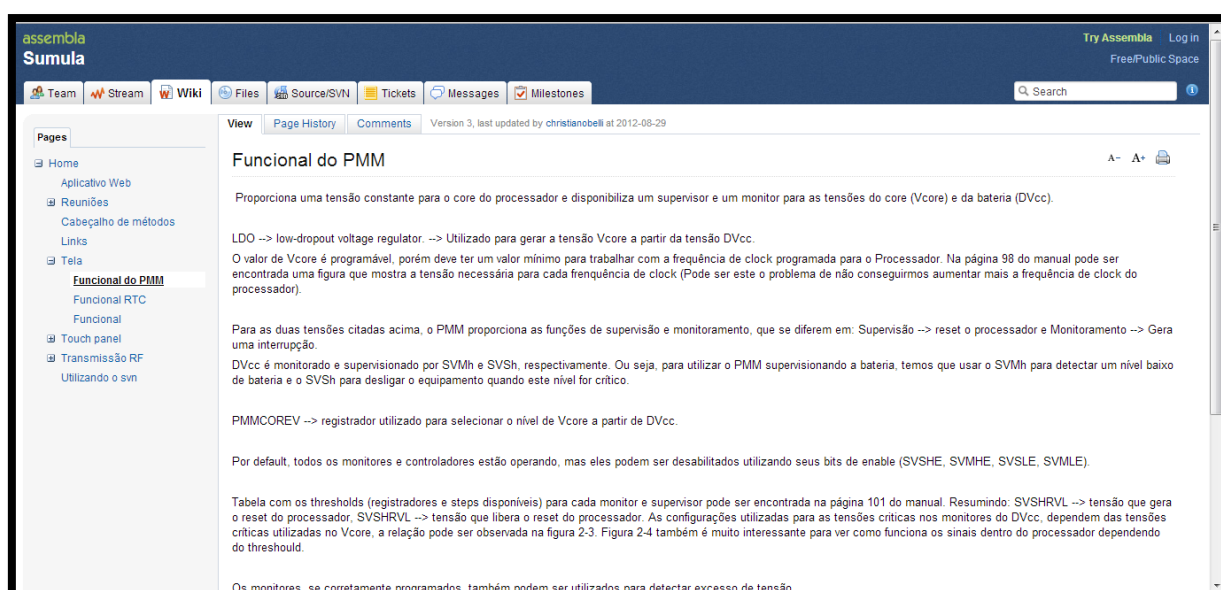 assembla
Try Assembla Log in
Sumula
Free/Public Space
Team Stream Wiki Files Source/SVN Tickets Messages Milestones
Search
View Page History Comments Version 3, last updated by christianobelli at 2012-08-29
Pages
Home
Aplicativo Web
Reuniões
Cabeçalho de métodos
Links
Tela
Funcional do PMM
Funcional RTC
Funcional
Touch panel
Transmissão RF
Utilizando o svn
Funcional do PMM
A- A+
Proporciona uma tensão constante para o core do processador e disponibiliza um supervisor e um monitor para as tensões do core (Vcore) e da bateria (DVcc).
LDO --> low-dropout voltage regulator. --> Utilizado para gerar a tensão Vcore a partir da tensão DVcc.
O valor de Vcore é programável, porém deve ter um valor mínimo para trabalhar com a frequência de clock programada para o Processador. Na página 98 do manual pode ser
encontrada uma figura que mostra a tensão necessária para cada frenquência de clock (Pode ser este o problema de não conseguirmos aumentar mais a frequência de clock do
processador).
Para as duas tensões citadas acima, o PMM proporciona as funções de supervisão e monitoramento, que se diferem em: Supervisão --> reset o processador e Monitoramento --> Gera
uma interrupção.
DVcc é monitorado e supervisionado por SVMh e SVSh, respectivamente. Ou seja, para utilizar o PMM supervisionando a bateria, temos que usar o SVMh para detectar um nível baixo
de bateria e o SVSh para desligar o equipamento quando este nível for crítico.
PMMCOREV --> registrador utilizado para selecionar o nível de Vcore a partir de DVcc.
Por default, todos os monitores e controladores estão operando, mas eles podem ser desabilitados utilizando seus bits de enable (SVSHE, SVMHE, SVSLE, SVMLE).
Tabela com os thresholds (registradores e steps disponíveis) para cada monitor e supervisor pode ser encontrada na página 101 do manual. Resumindo: SVSHRVL --> tensão que gera
o reset do processador, SVSHRVL --> tensão que libera o reset do processador. As configurações utilizadas para as tensões criticas nos monitores do DVcc, dependem das tensões
críticas utilizadas no Vcore, a relação pode ser observada na figura 2-3. Figura 2-4 também é muito interessante para ver como funciona os sinais dentro do processador dependendo
do threshould.
Os monitores, se corretamente programados, também podem ser utilizados para detectar excesso de tensão.